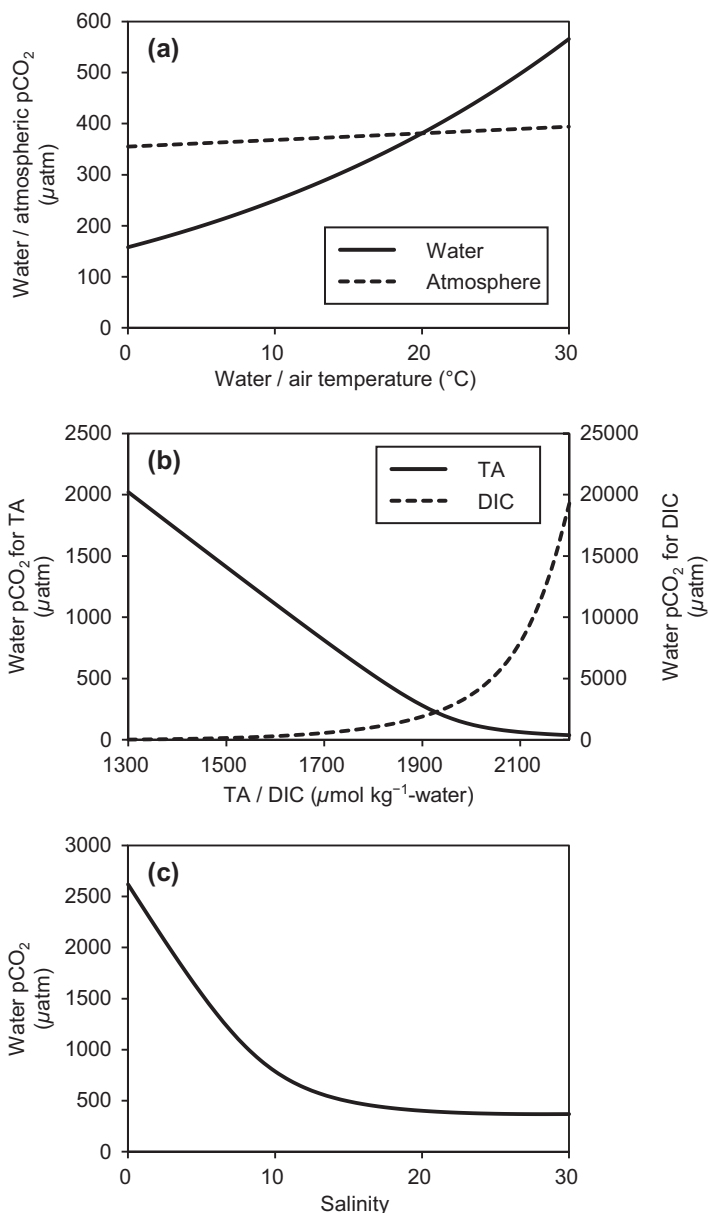 (a)
Water / atmospheric pCO₂
(µatm)
600
500
400
300
200
100
0
Water
Atmosphere
0 10 20 30
Water / air temperature (°C)
(b)
Water pCO₂ for TA
(µatm)
2500
2000
1500
1000
500
0
TA
DIC
25000
20000
15000
10000
5000
0
Water pCO₂ for DIC
(µatm)
1300 1500 1700 1900 2100
TA / DIC (µmol kg⁻¹-water)
(c)
Water pCO₂
(µatm)
3000
2500
2000
1500
1000
500
0
0 10 20 30
Salinity